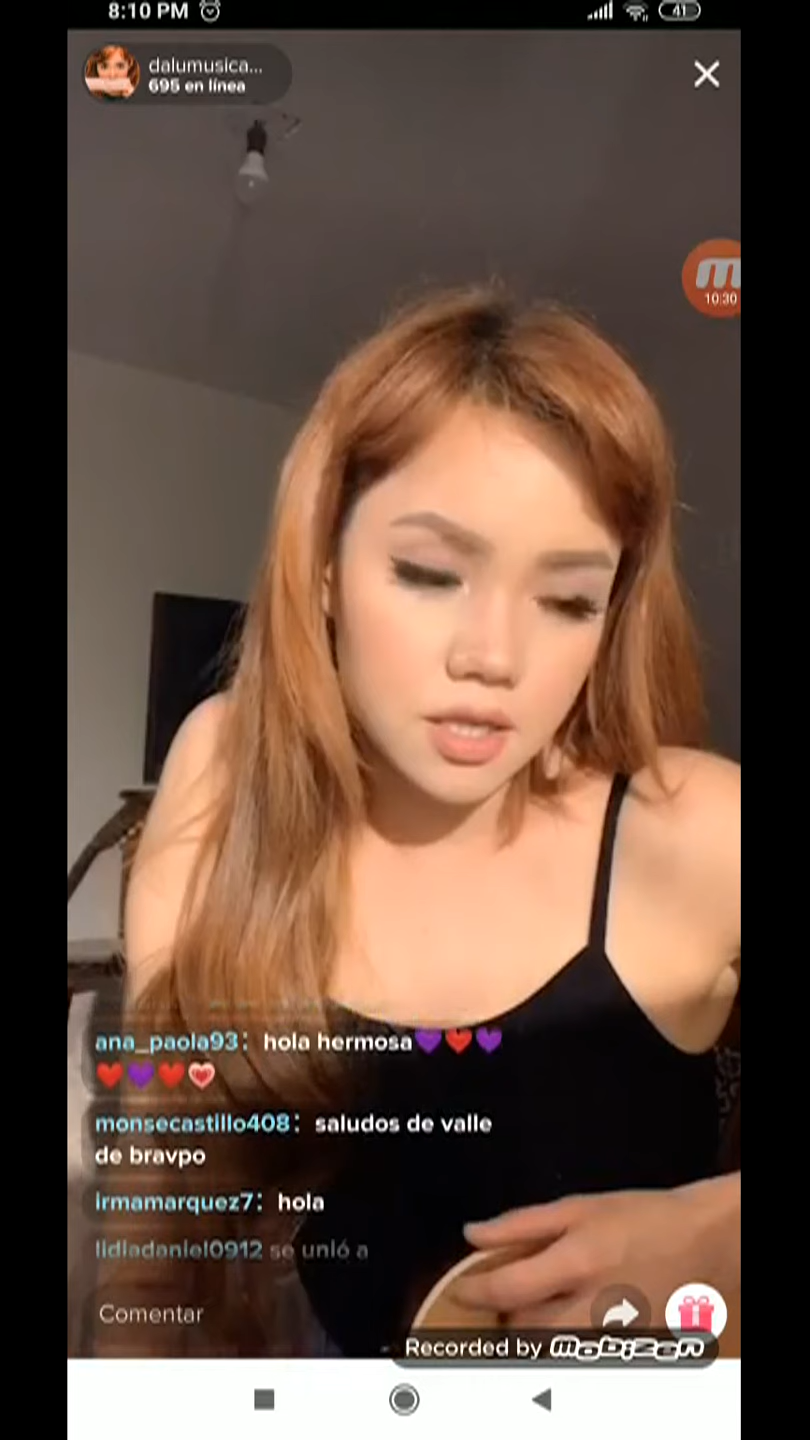 8:10 PM
41
dalumusica...
695 en línea
10:30
ana_paola93: hola hermosa💜❤️💜
❤️💜❤️💗
monsecastillo408: saludos de valle
de bravpo
irmamarquez7: hola
lidiadaniel0912 se unió a
Comentar
Recorded by mobizen